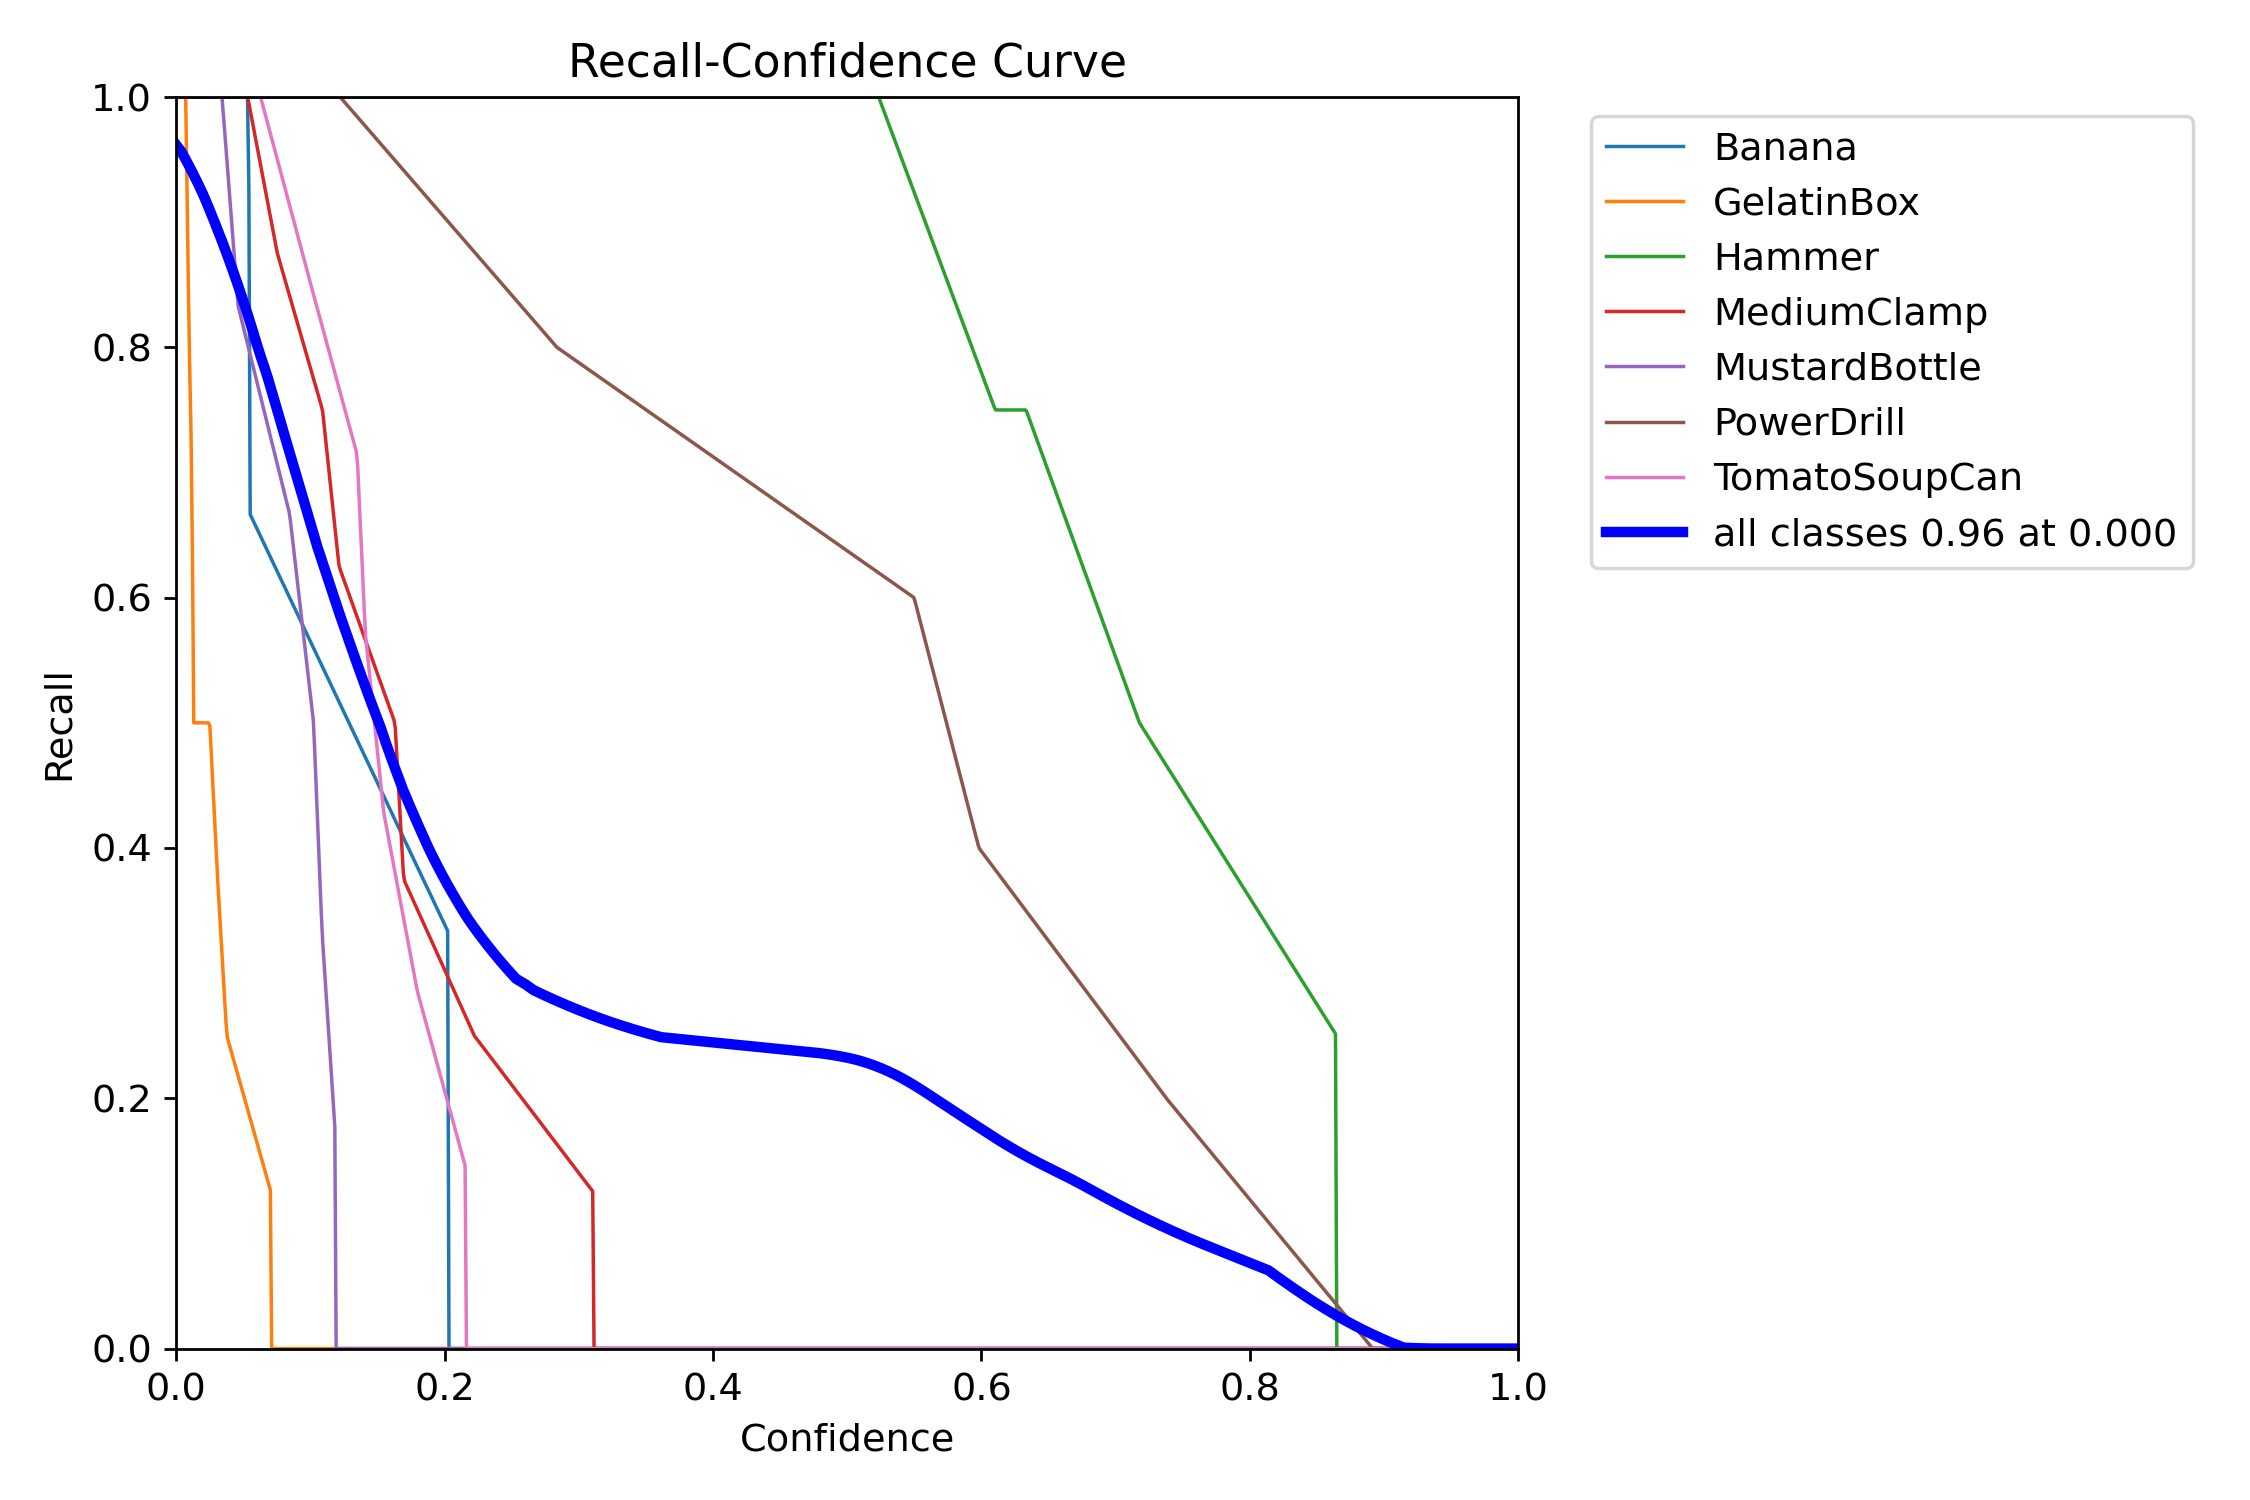 Recall-Confidence Curve
1.0
0.8
0.6
0.4
0.2
0.0
Recall
0.0 0.2 0.4 0.6 0.8 1.0
Confidence
Banana
GelatinBox
Hammer
MediumClamp
MustardBottle
PowerDrill
TomatoSoupCan
all classes 0.96 at 0.000